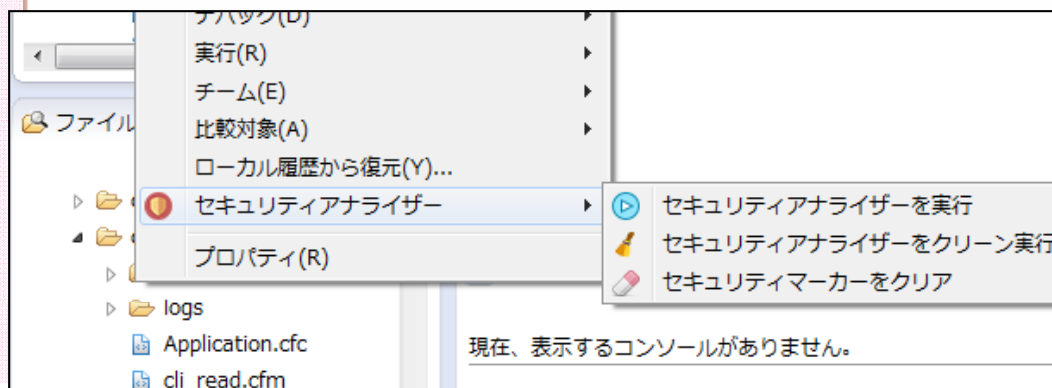 デバッグ(D)
実行(R)
チーム(E)
比較対象(A)
ローカル履歴から復元(Y)...
セキュリティアナライザー
プロパティ(R)
セキュリティアナライザーを実行
セキュリティアナライザーをクリーン実行
セキュリティマーカーをクリア
ファイル
logs
Application.cfc
cli_read.cfm
現在、表示するコンソールがありません。